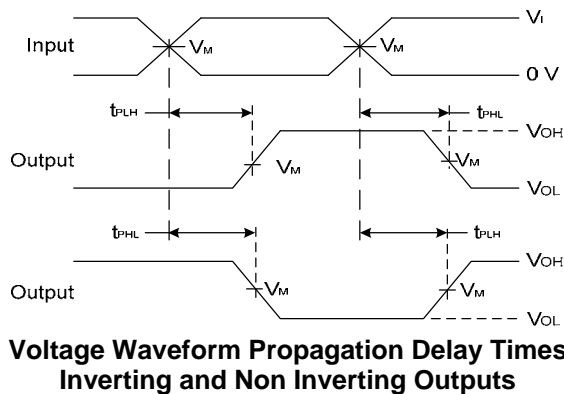 VI
Input VM VM
0 V
tPLH tPHL
VOH
Output VM VM
VOL
tPHL tPLH
VOH
Output VM VM
VOL
Voltage Waveform Propagation Delay Times
Inverting and Non Inverting Outputs